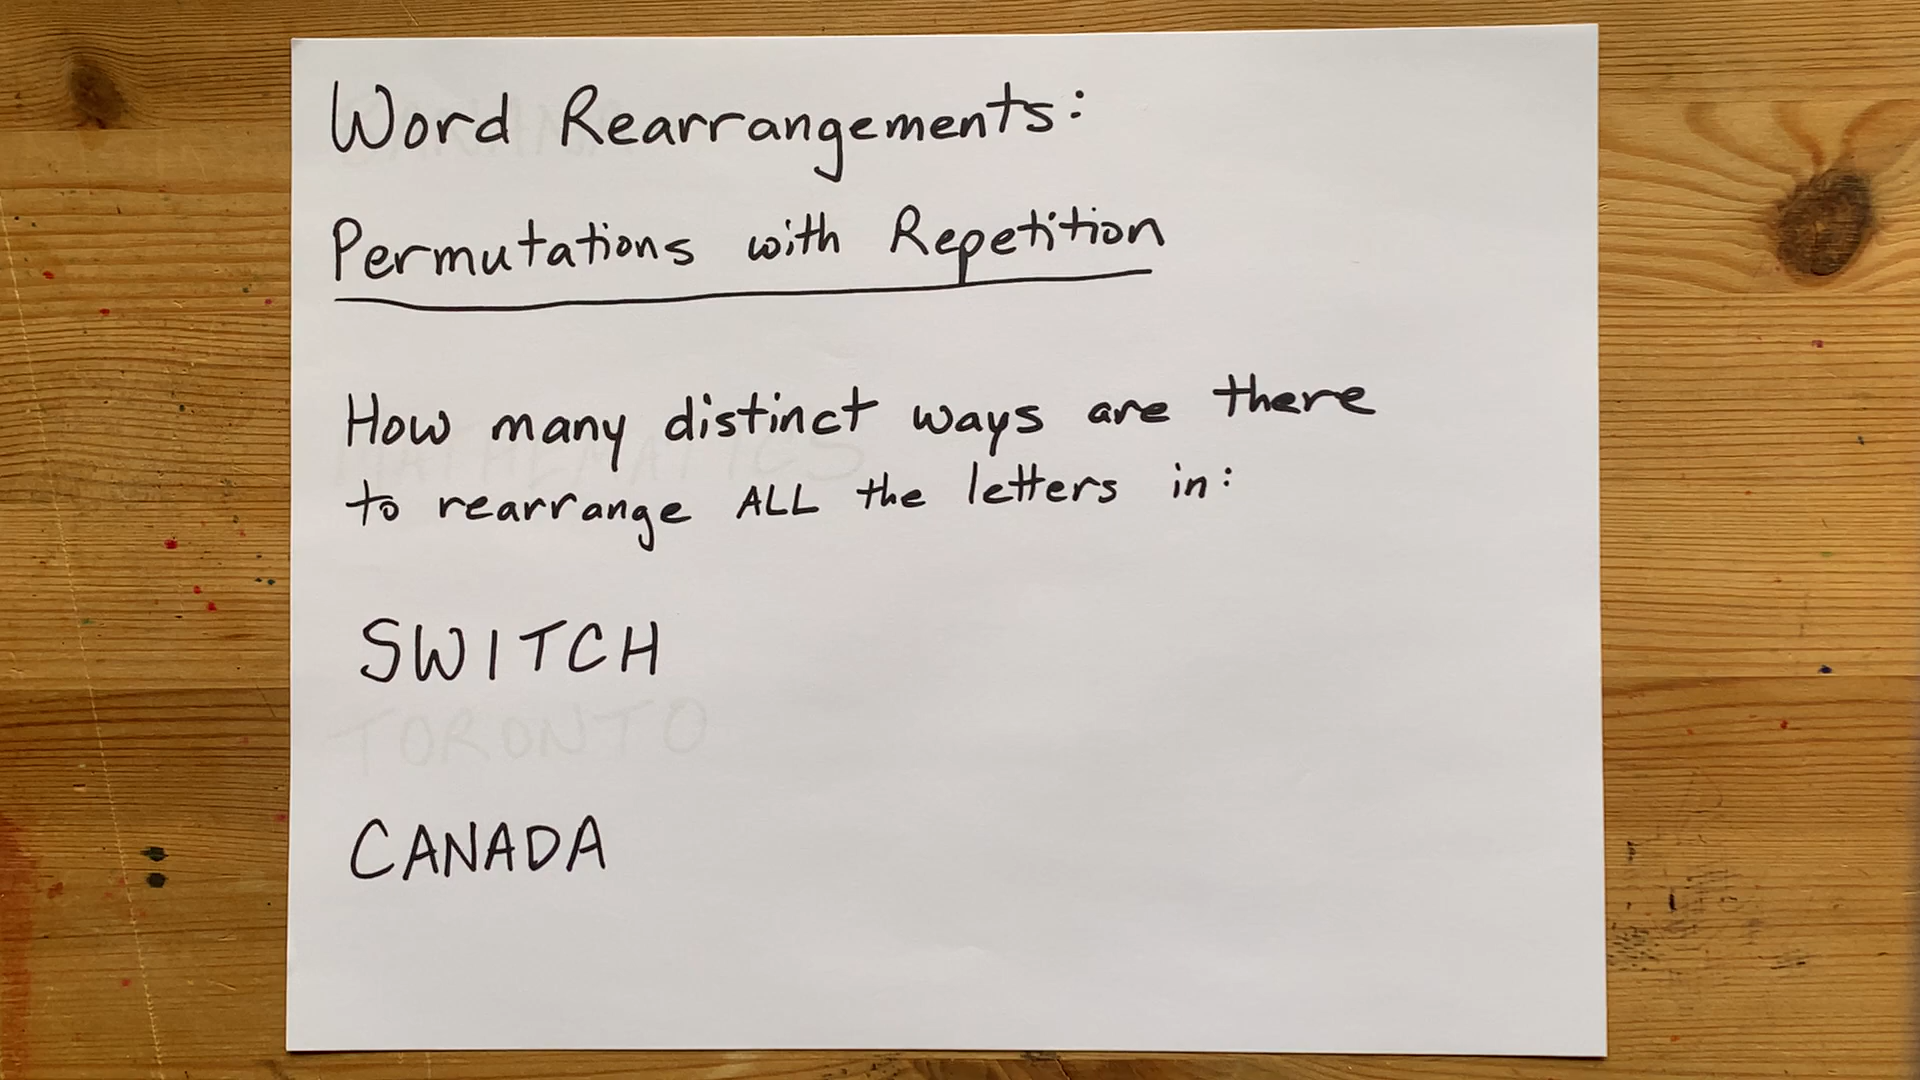 Word Rearrangements:
Permutations with Repetition
How many distinct ways are there
to rearrange ALL the letters in:
SWITCH
TORONTO
CANADA